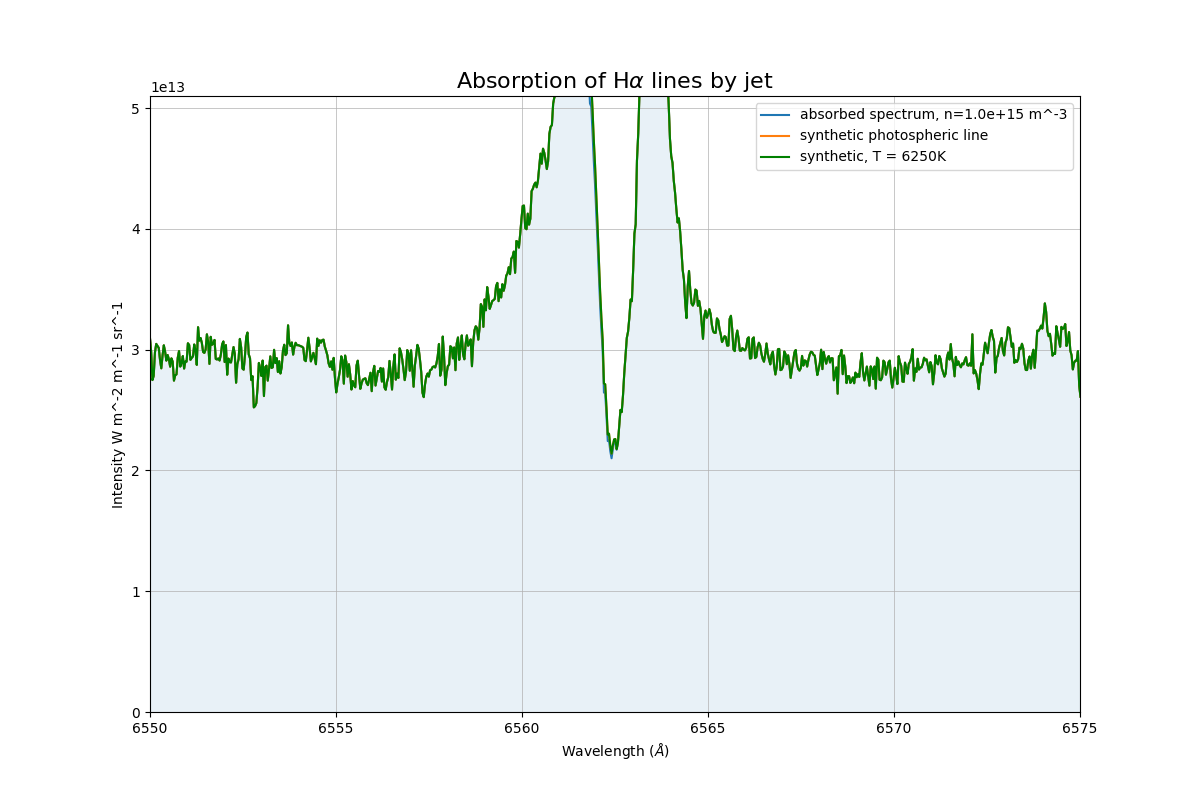 Absorption of Hα lines by jet
1e13
absorbed spectrum, n=1.0e+15 m^-3
synthetic photospheric line
synthetic, T = 6250K
Intensity W m^-2 m^-1 sr^-1
5
4
3
2
1
0
6550 6555 6560 6565 6570 6575
Wavelength (Å)